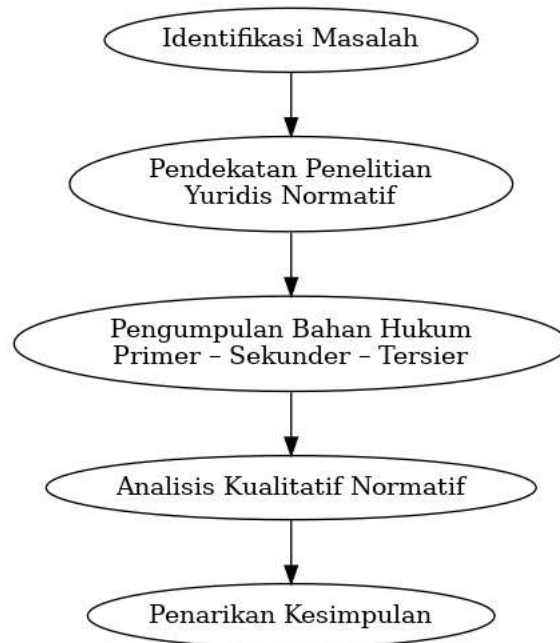 Identifikasi Masalah
Pendekatan Penelitian
Yuridis Normatif
Pengumpulan Bahan Hukum
Primer – Sekunder – Tersier
Analisis Kualitatif Normatif
Penarikan Kesimpulan